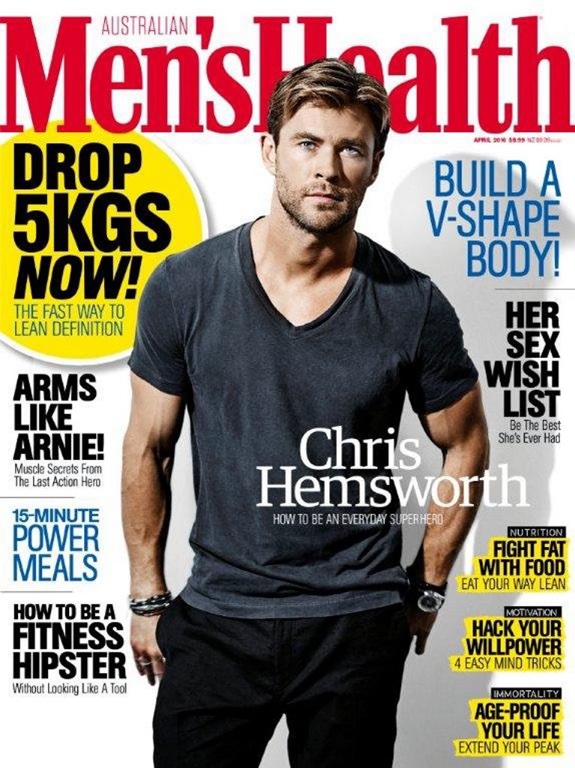 AUSTRALIAN
Men'sHealth
APRIL 2016 $8.99
DROP
5KGS
NOW!
THE FAST WAY TO
LEAN DEFINITION
BUILD A
V-SHAPE
BODY!
HER
SEX
WISH
LIST
Be The Best
She's Ever Had
ARMS
LIKE
ARNIE!
Muscle Secrets From
The Last Action Hero
Chris
Hemsworth
HOW TO BE AN EVERYDAY SUPERHERO
15-MINUTE
POWER
MEALS
HOW TO BE A
FITNESS
HIPSTER
Without Looking Like A Tool
NUTRITION
FIGHT FAT
WITH FOOD
EAT YOUR WAY LEAN
MOTIVATION
HACK YOUR
WILLPOWER
4 EASY MIND TRICKS
IMMORTALITY
AGE-PROOF
YOUR LIFE
EXTEND YOUR PEAK